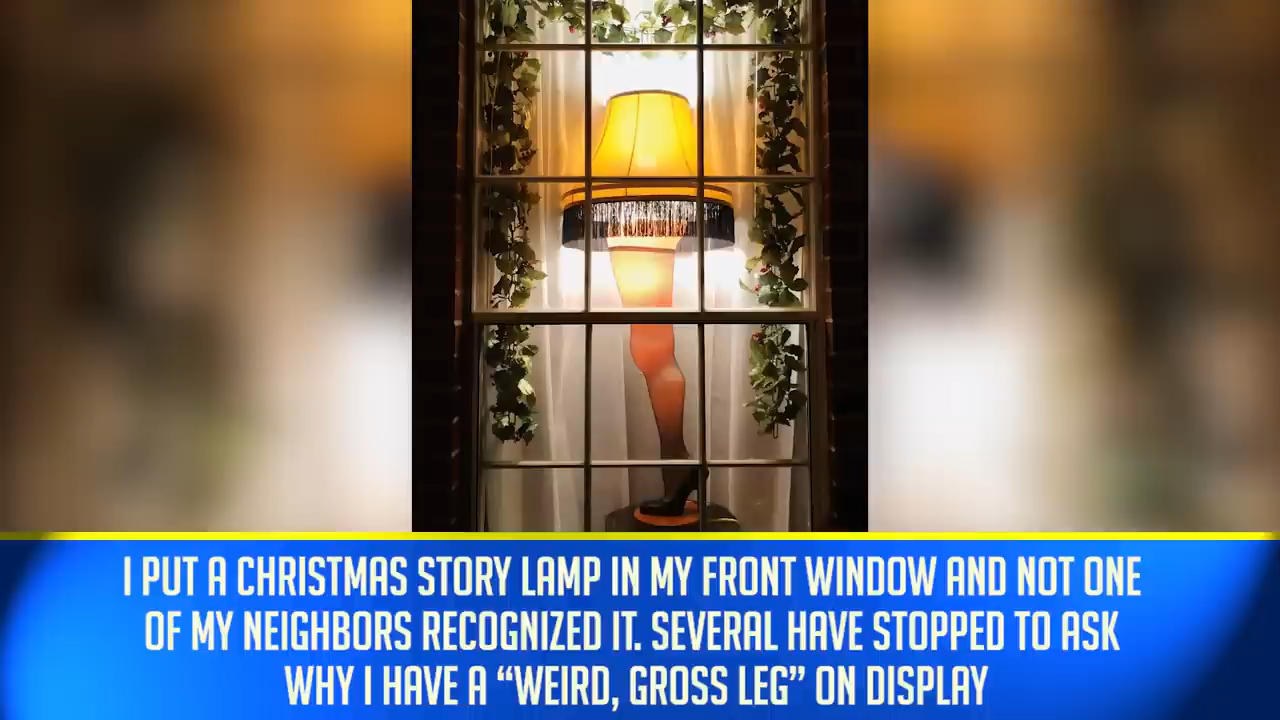 I PUT A CHRISTMAS STORY LAMP IN MY FRONT WINDOW AND NOT ONE
OF MY NEIGHBORS RECOGNIZED IT. SEVERAL HAVE STOPPED TO ASK
WHY I HAVE A “WEIRD, GROSS LEG” ON DISPLAY